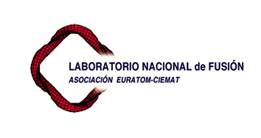 LABORATORIO NACIONAL de FUSIÓN
ASOCIACIÓN EURATOM-CIEMAT